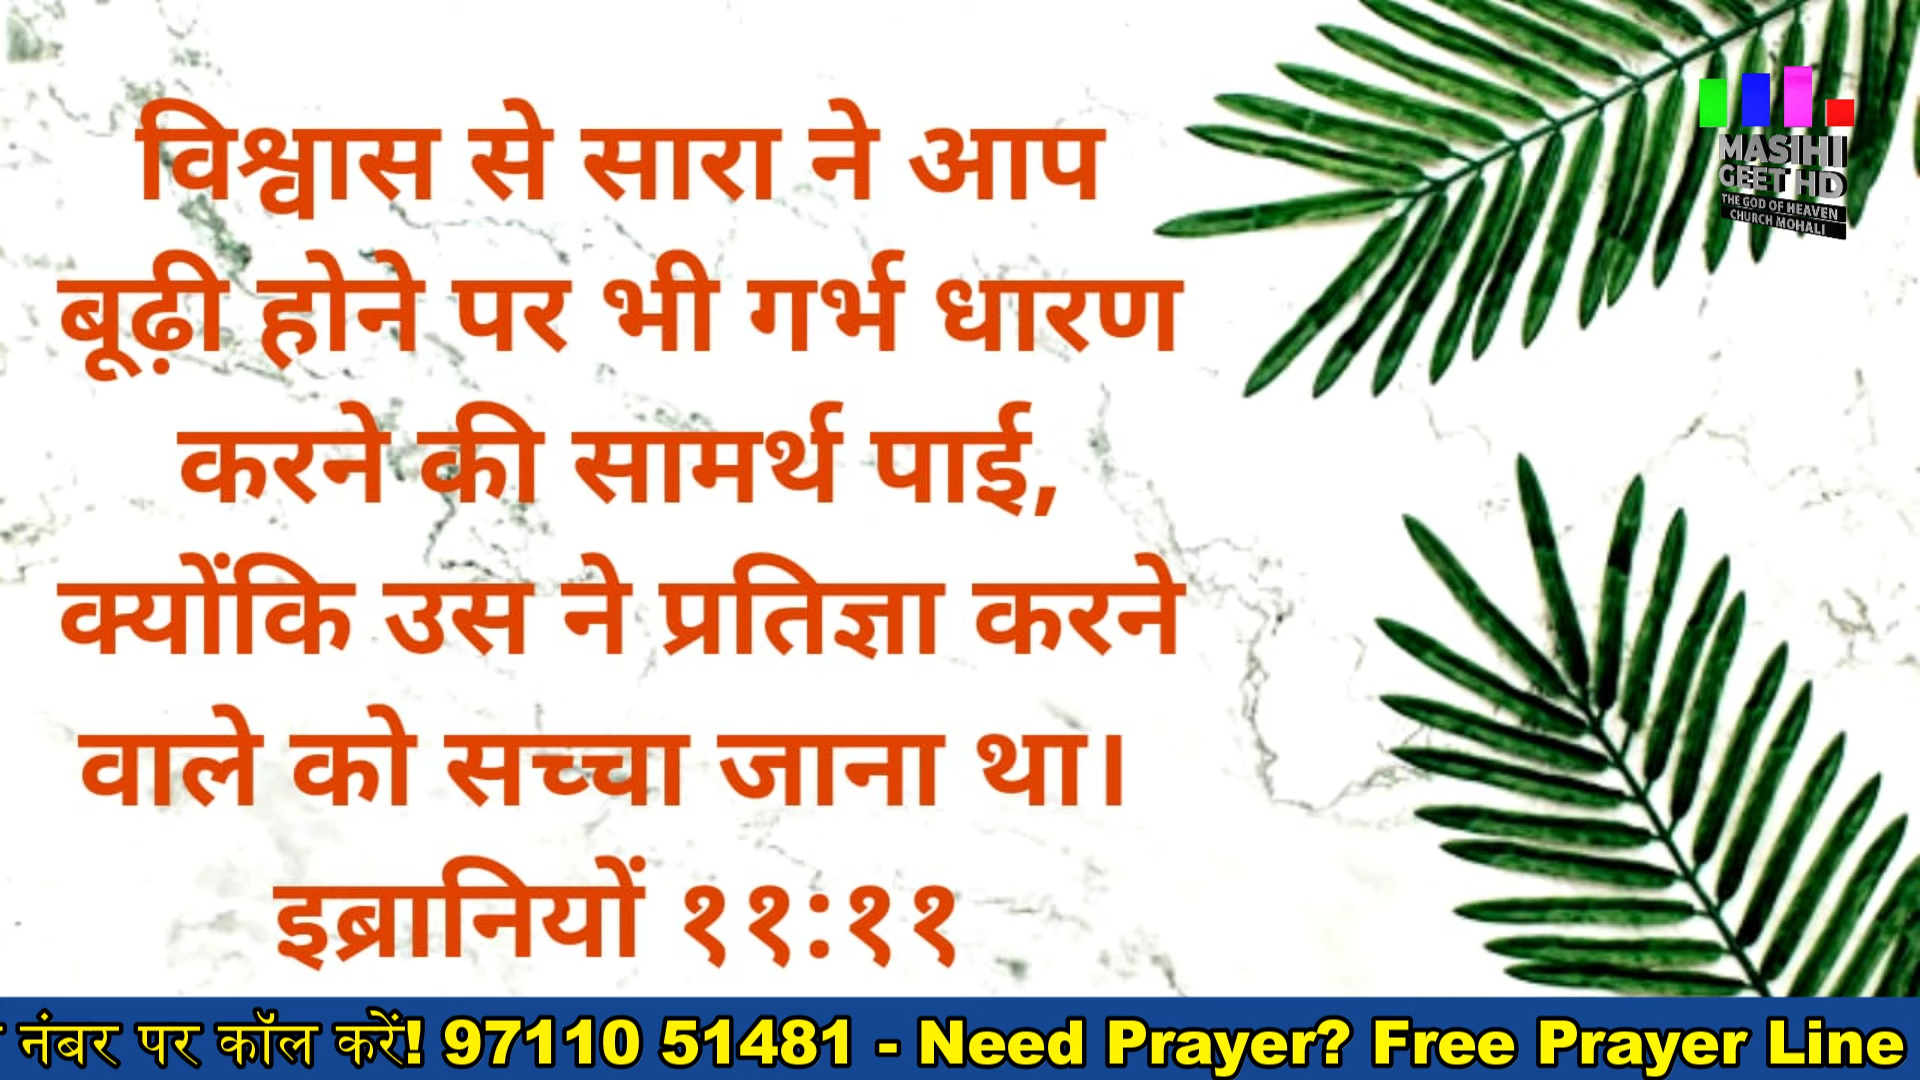 विश्वास से सारा ने आप
बूढ़ी होने पर भी गर्भ धारण
करने की सामर्थ पाई,
क्योंकि उस ने प्रतिज्ञा करने
वाले को सच्चा जाना था।
इब्रानियों ११:११
MASIHI
GEET HD
THE GOD OF HEAVEN
CHURCH MOHALI
नंबर पर कॉल करें! 97110 51481 - Need Prayer? Free Prayer Line